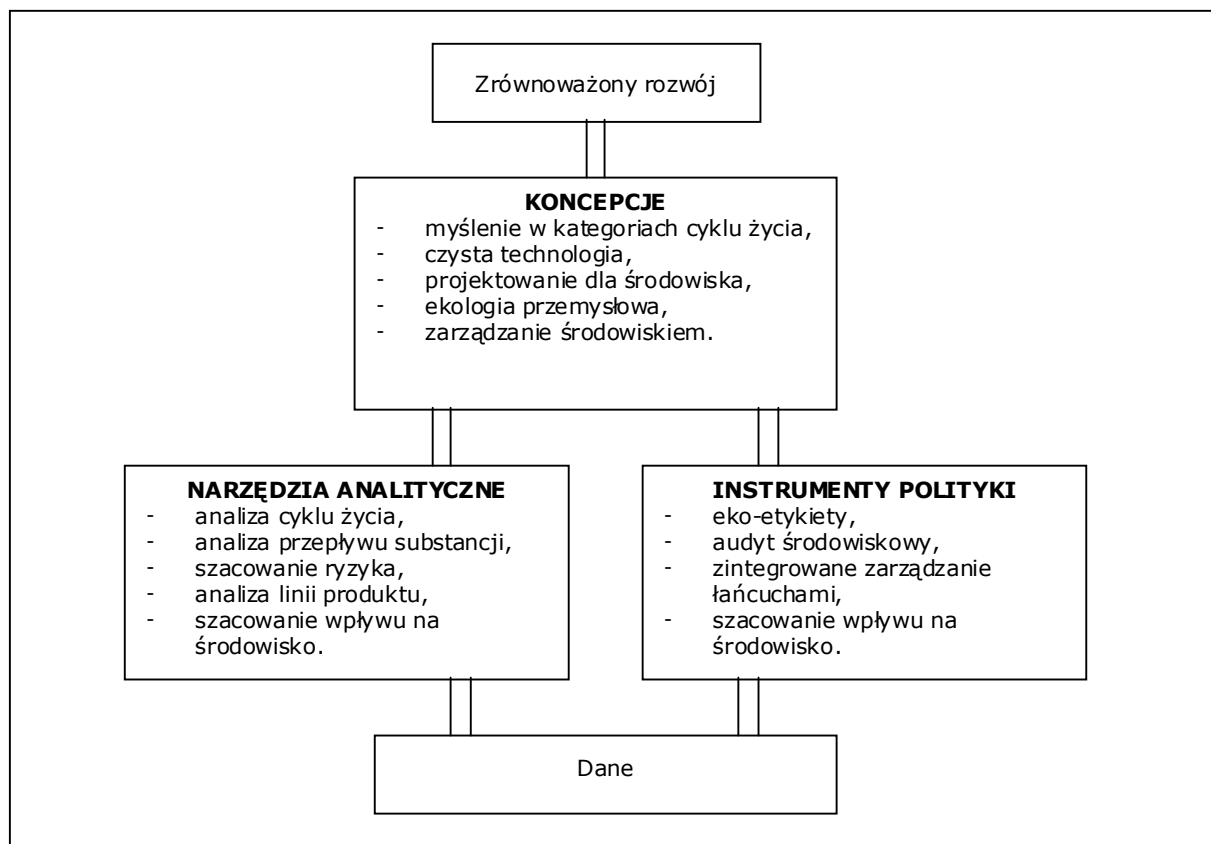 Zrównoważony rozwój
KONCEPCJE
- myślenie w kategoriach cyklu życia,
- czysta technologia,
- projektowanie dla środowiska,
- ekologia przemysłowa,
- zarządzanie środowiskiem.
NARZĘDZIA ANALITYCZNE
- analiza cyklu życia,
- analiza przepływu substancji,
- szacowanie ryzyka,
- analiza linii produktu,
- szacowanie wpływu na
środowisko.
INSTRUMENTY POLITYKI
- eko-etykiety,
- audyt środowiskowy,
- zintegrowane zarządzanie
łańcuchami,
- szacowanie wpływu na
środowisko.
Dane